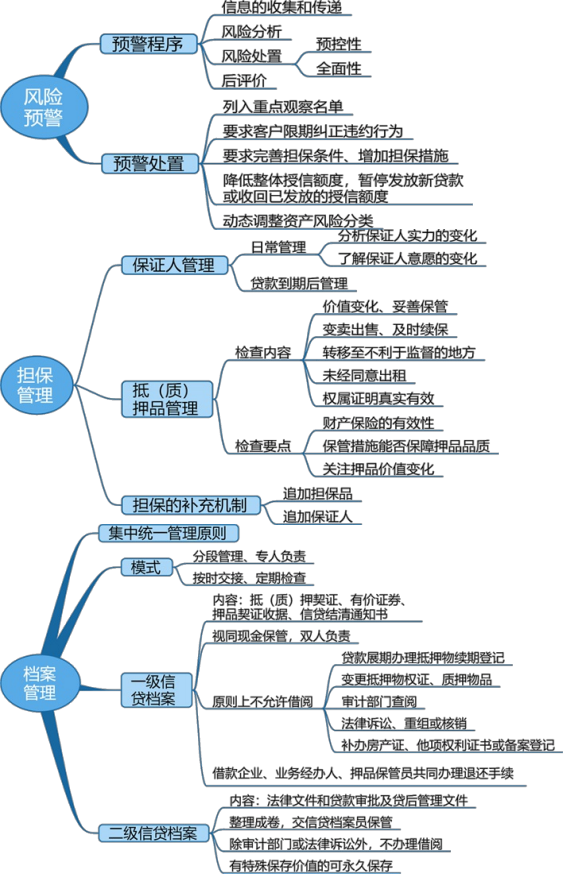 风险
预警
预警程序
信息的收集和传递
风险分析
风险处置
预控性
全面性
后评价
预警处置
列入重点观察名单
要求客户限期纠正违约行为
要求完善担保条件、增加担保措施
降低整体授信额度，暂停发放新贷款
或收回已发放的授信额度
动态调整资产风险分类
担保
管理
保证人管理
日常管理
分析保证人实力的变化
了解保证人意愿的变化
贷款到期后管理
抵（质）
押品管理
检查内容
价值变化、妥善保管
变卖出售、及时续保
转移至不利于监督的地方
未经同意出租
权属证明真实有效
检查要点
财产保险的有效性
保管措施能否保障押品品质
关注押品价值变化
担保的补充机制
追加担保品
追加保证人
档案
管理
集中统一管理原则
模式
分段管理、专人负责
按时交接、定期检查
一级信
贷档案
内容：抵（质）押契证、有价证券、
押品契证收据、信贷结清通知书
视同现金保管，双人负责
原则上不允许借阅
贷款展期办理抵押物续期登记
变更抵押物权证、质押物品
审计部门查阅
法律诉讼、重组或核销
补办房产证、他项权利证书或备案登记
借款企业、业务经办人、押品保管员共同办理退还手续
二级信贷档案
内容：法律文件和贷款审批及贷后管理文件
整理成卷，交信贷档案员保管
除审计部门或法律诉讼外，不办理借阅
有特殊保存价值的可永久保存